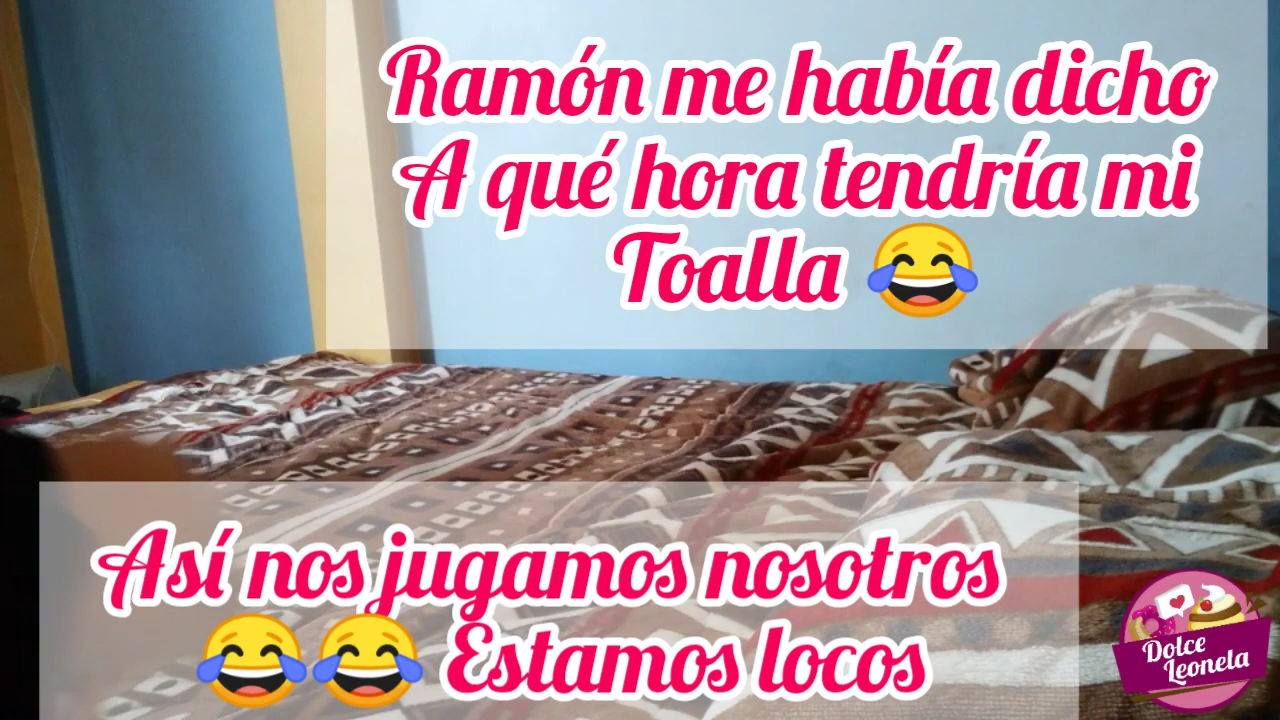 Ramón me había dicho
A qué hora tendría mi
Toalla 😂
Así nos jugamos nosotros
😂😂 Estamos locos
Dolce
Leonela